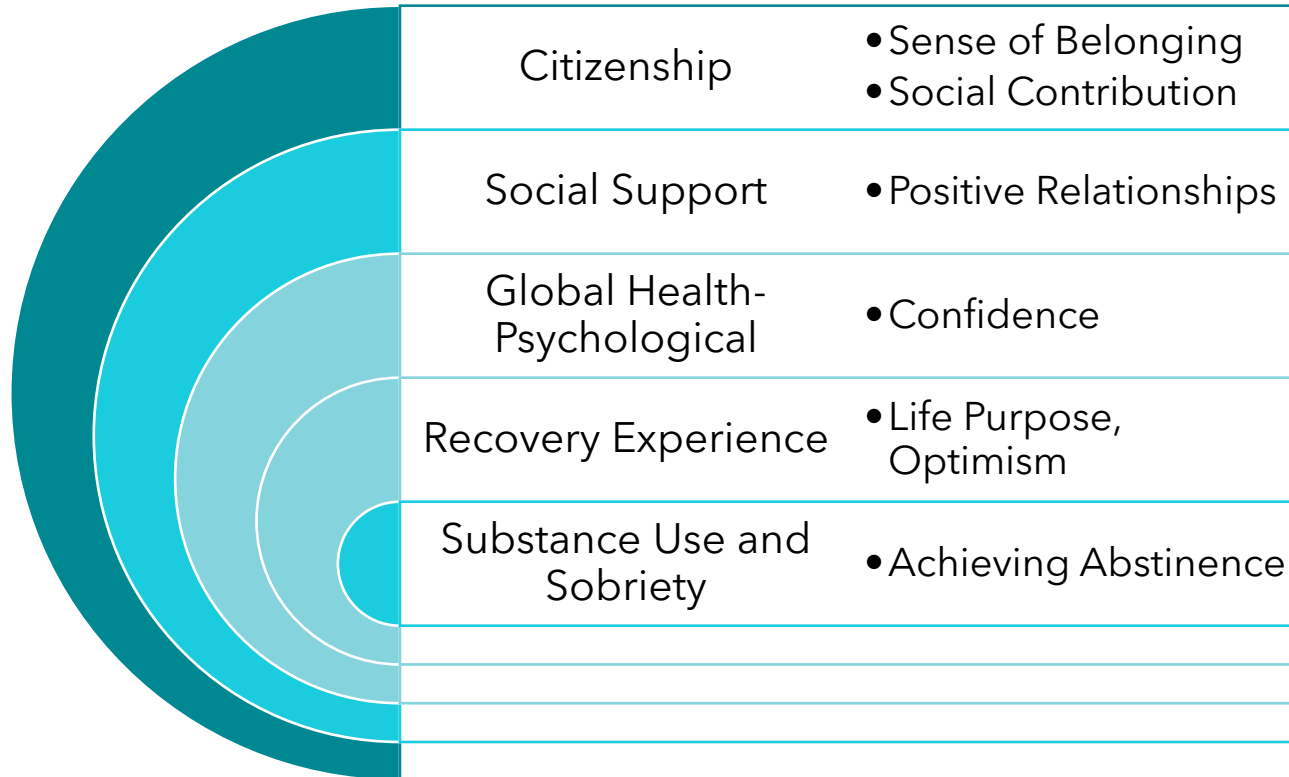 Citizenship
•Sense of Belonging
•Social Contribution
Social Support
•Positive Relationships
Global Health-
Psychological
•Confidence
Recovery Experience
•Life Purpose,
Optimism
Substance Use and
Sobriety
•Achieving Abstinence